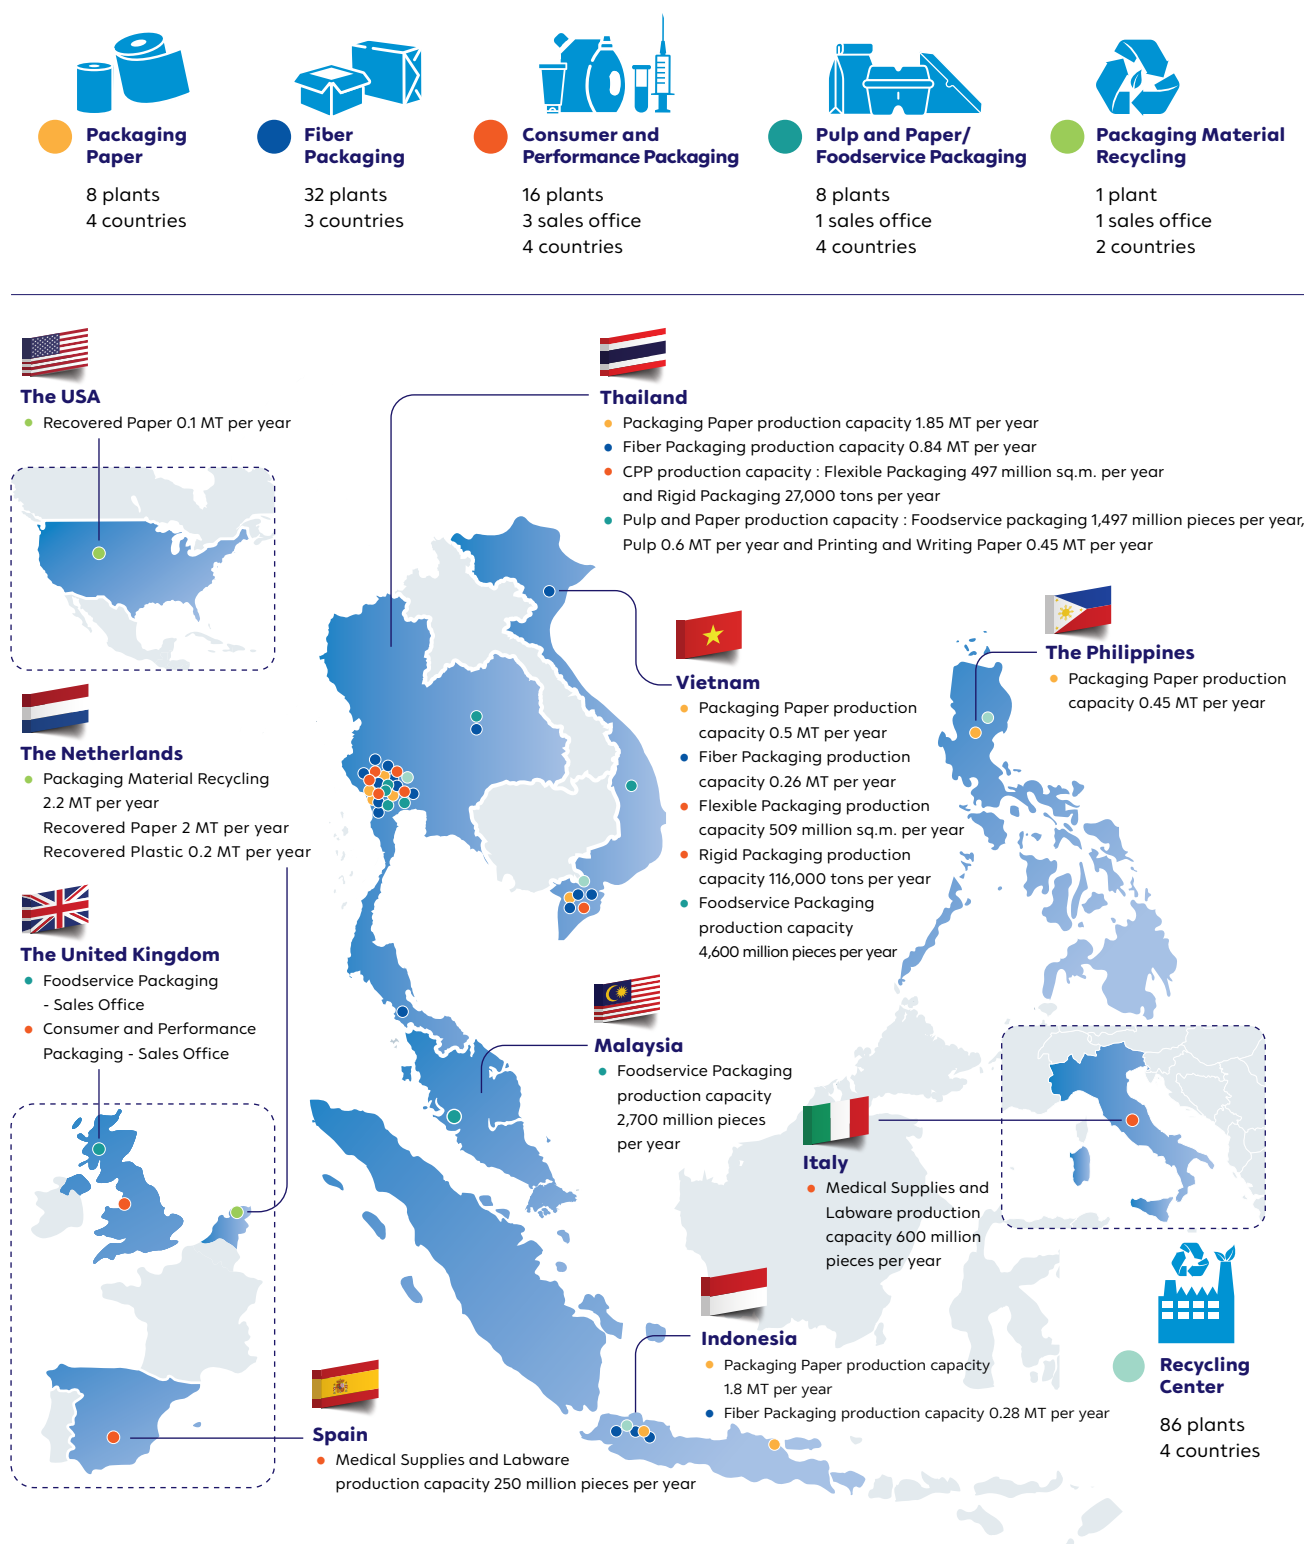 Packaging
Paper
8 plants
4 countries
Fiber
Packaging
32 plants
3 countries
Consumer and
Performance Packaging
16 plants
3 sales office
4 countries
Pulp and Paper/
Foodservice Packaging
8 plants
1 sales office
4 countries
Packaging Material
Recycling
1 plant
1 sales office
2 countries
The USA
Recovered Paper 0.1 MT per year
Thailand
Packaging Paper production capacity 1.85 MT per year
Fiber Packaging production capacity 0.84 MT per year
CPP production capacity : Flexible Packaging 497 million sq.m. per year
and Rigid Packaging 27,000 tons per year
Pulp and Paper production capacity : Foodservice packaging 1,497 million pieces per year,
Pulp 0.6 MT per year and Printing and Writing Paper 0.45 MT per year
The Philippines
Packaging Paper production
capacity 0.45 MT per year
Vietnam
Packaging Paper production
capacity 0.5 MT per year
Fiber Packaging production
capacity 0.26 MT per year
Flexible Packaging production
capacity 509 million sq.m. per year
Rigid Packaging production
capacity 116,000 tons per year
Foodservice Packaging
production capacity
4,600 million pieces per year
The Netherlands
Packaging Material Recycling
2.2 MT per year
Recovered Paper 2 MT per year
Recovered Plastic 0.2 MT per year
The United Kingdom
Foodservice Packaging
- Sales Office
Consumer and Performance
Packaging - Sales Office
Malaysia
Foodservice Packaging
production capacity
2,700 million pieces
per year
Italy
Medical Supplies and
Labware production
capacity 600 million
pieces per year
Indonesia
Packaging Paper production capacity
1.8 MT per year
Fiber Packaging production capacity 0.28 MT per year
Spain
Medical Supplies and Labware
production capacity 250 million pieces per year
Recycling
Center
86 plants
4 countries